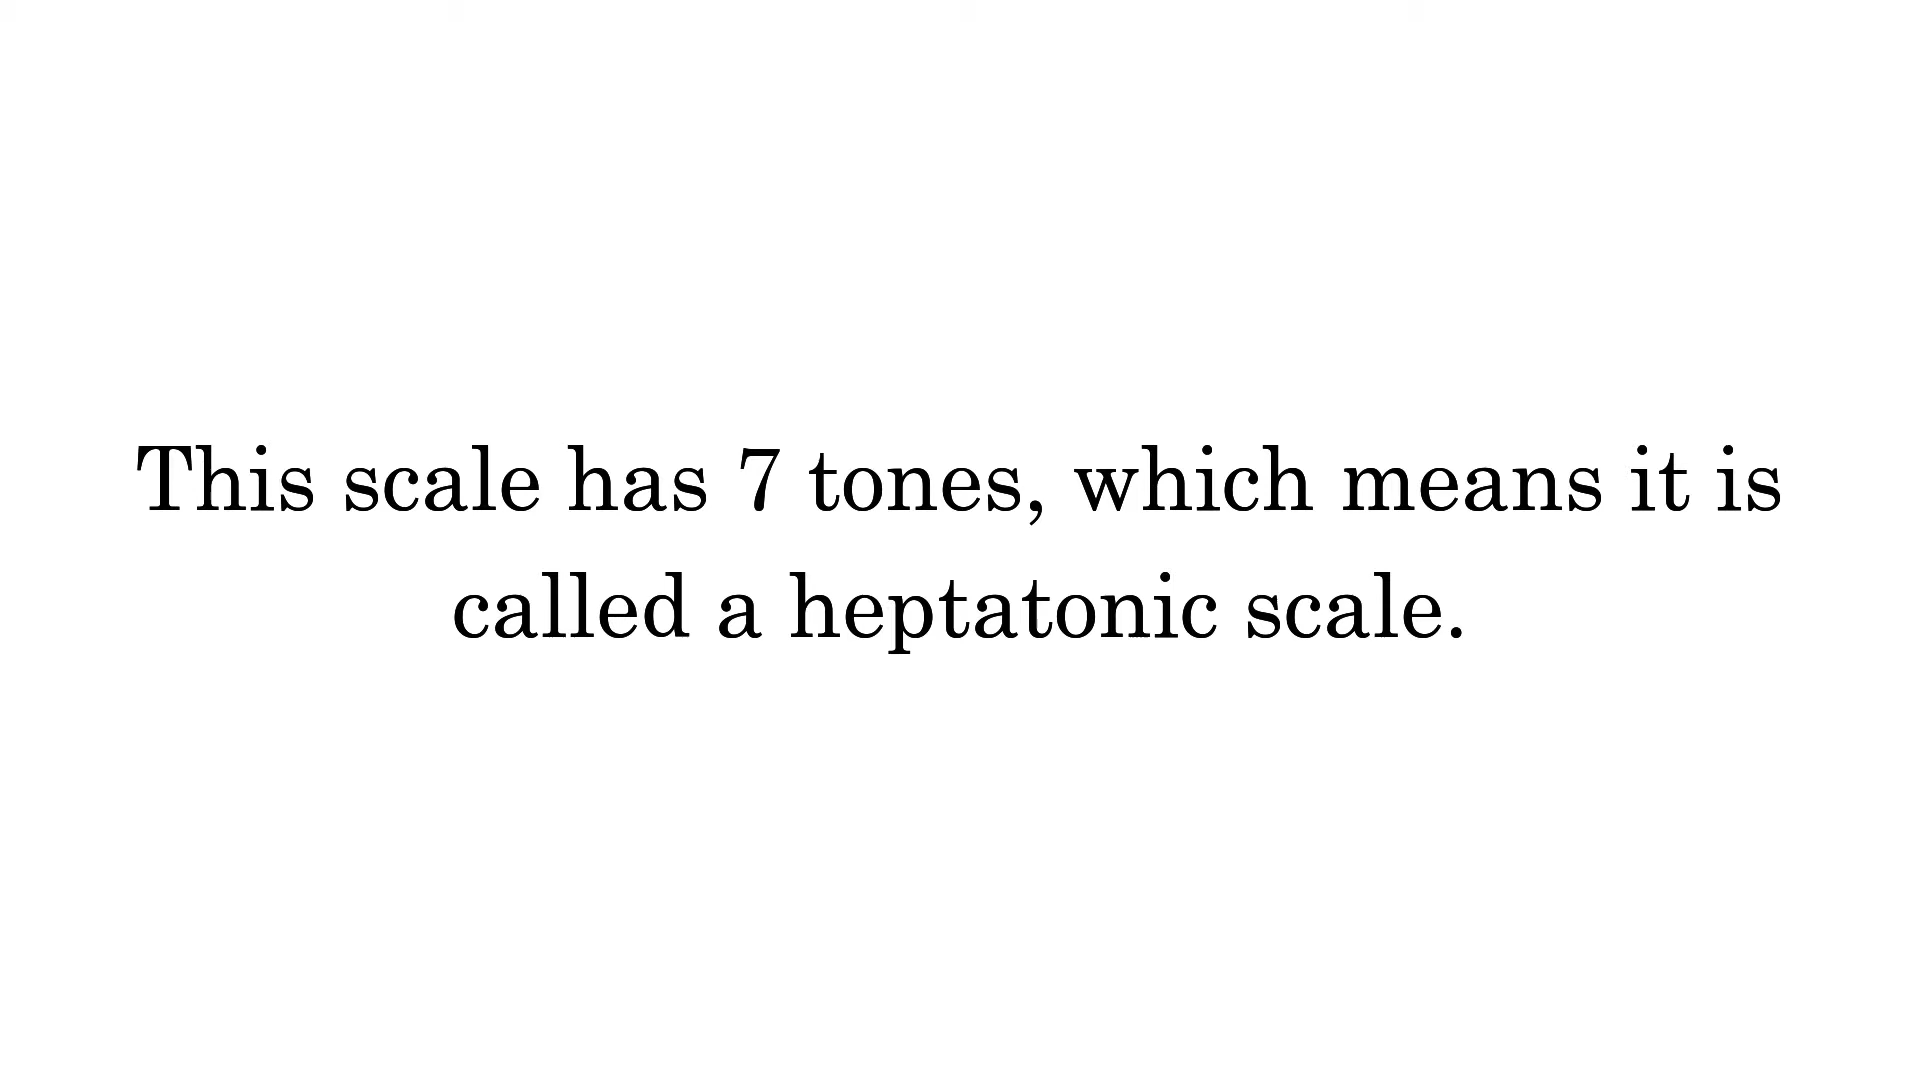 This scale has 7 tones, which means it is
called a heptatonic scale.